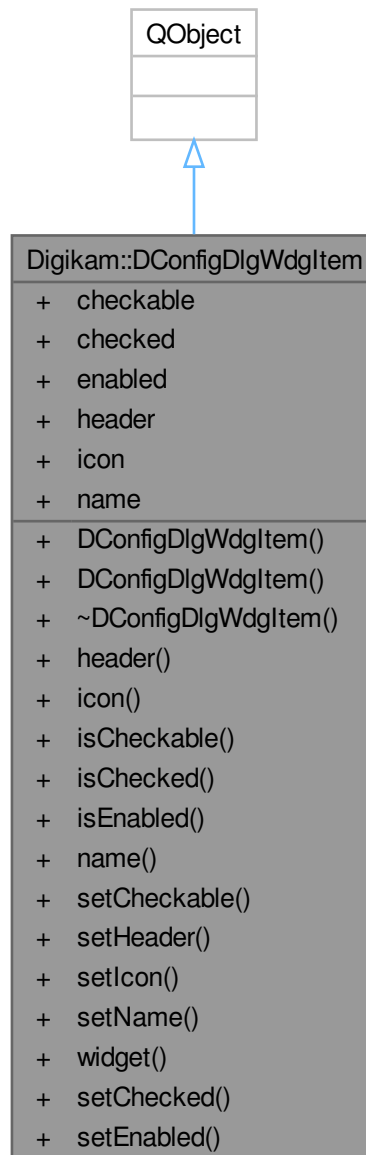 QObject
Digikam::DConfigDlgWdgItem
+ checkable
+ checked
+ enabled
+ header
+ icon
+ name
+ DConfigDlgWdgItem()
+ DConfigDlgWdgItem()
+ ~DConfigDlgWdgItem()
+ header()
+ icon()
+ isCheckable()
+ isChecked()
+ isEnabled()
+ name()
+ setCheckable()
+ setHeader()
+ setIcon()
+ setName()
+ widget()
+ setChecked()
+ setEnabled()